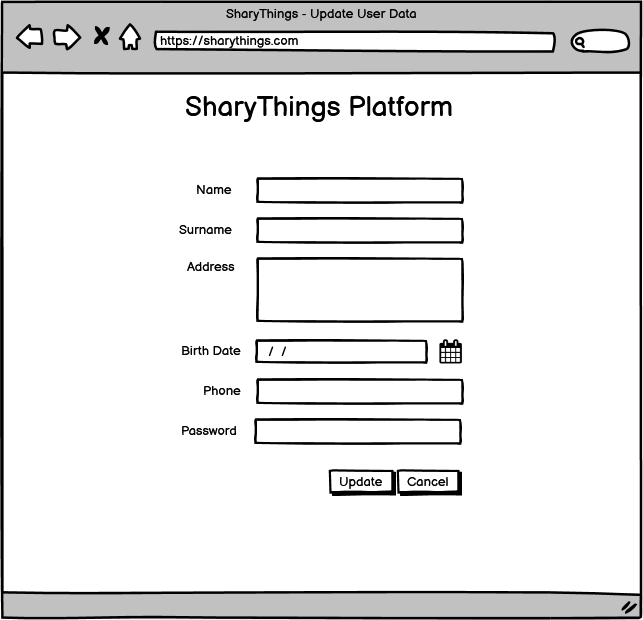 SharyThings - Update User Data
https://sharythings.com
SharyThings Platform
Name
Surname
Address
Birth Date
/ /
Phone
Password
Update Cancel